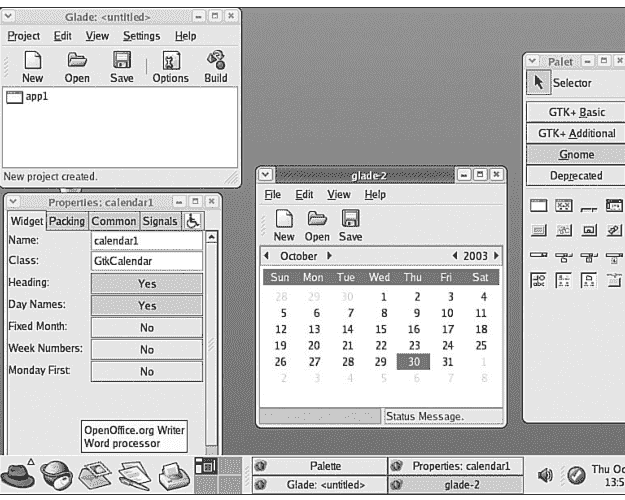 Glade: <untitled>
Project Edit View Settings Help
New Open Save Options Build
app1
New project created.
Properties: calendar1
Widget Packing Common Signals
Name: calendar1
Class: GtkCalendar
Heading: Yes
Day Names: Yes
Fixed Month: No
Week Numbers: No
Monday First: No
OpenOffice.org Writer
Word processor
glade-2
File Edit View Help
New Open Save
October 2003
Sun Mon Tue Wed Thu Fri Sat
28 29 30 1 2 3 4
5 6 7 8 9 10 11
12 13 14 15 16 17 18
19 20 21 22 23 24 25
26 27 28 29 30 31 1
2 3 4 5 6 7 8
Status Message.
Palet
Selector
GTK+ Basic
GTK+ Additional
Gnome
Deprecated
Palette
Properties: calendar1
Glade: <untitled>
glade-2
Thu Oc
13:5